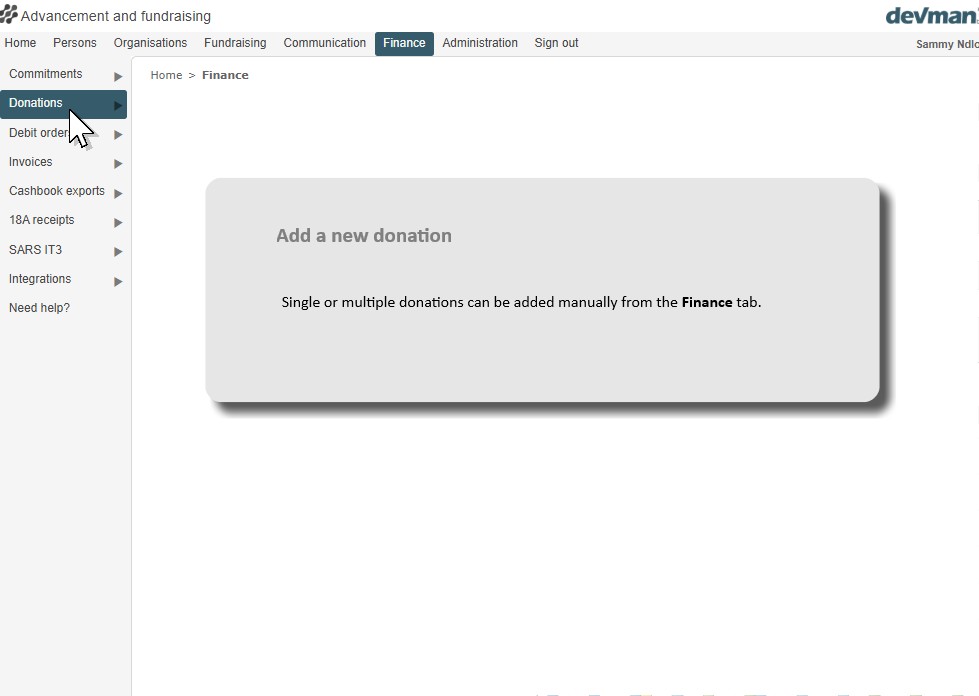 Advancement and fundraising
devman
Home Persons Organisations Fundraising Communication Finance Administration Sign out
Sammy
Commitments
Home > Finance
Donations
Debit
Invoices
Cashbook exports
18A receipts
SARS IT3
Integrations
Need help?
Add a new donation
Single or multiple donations can be added manually from the Finance tab.